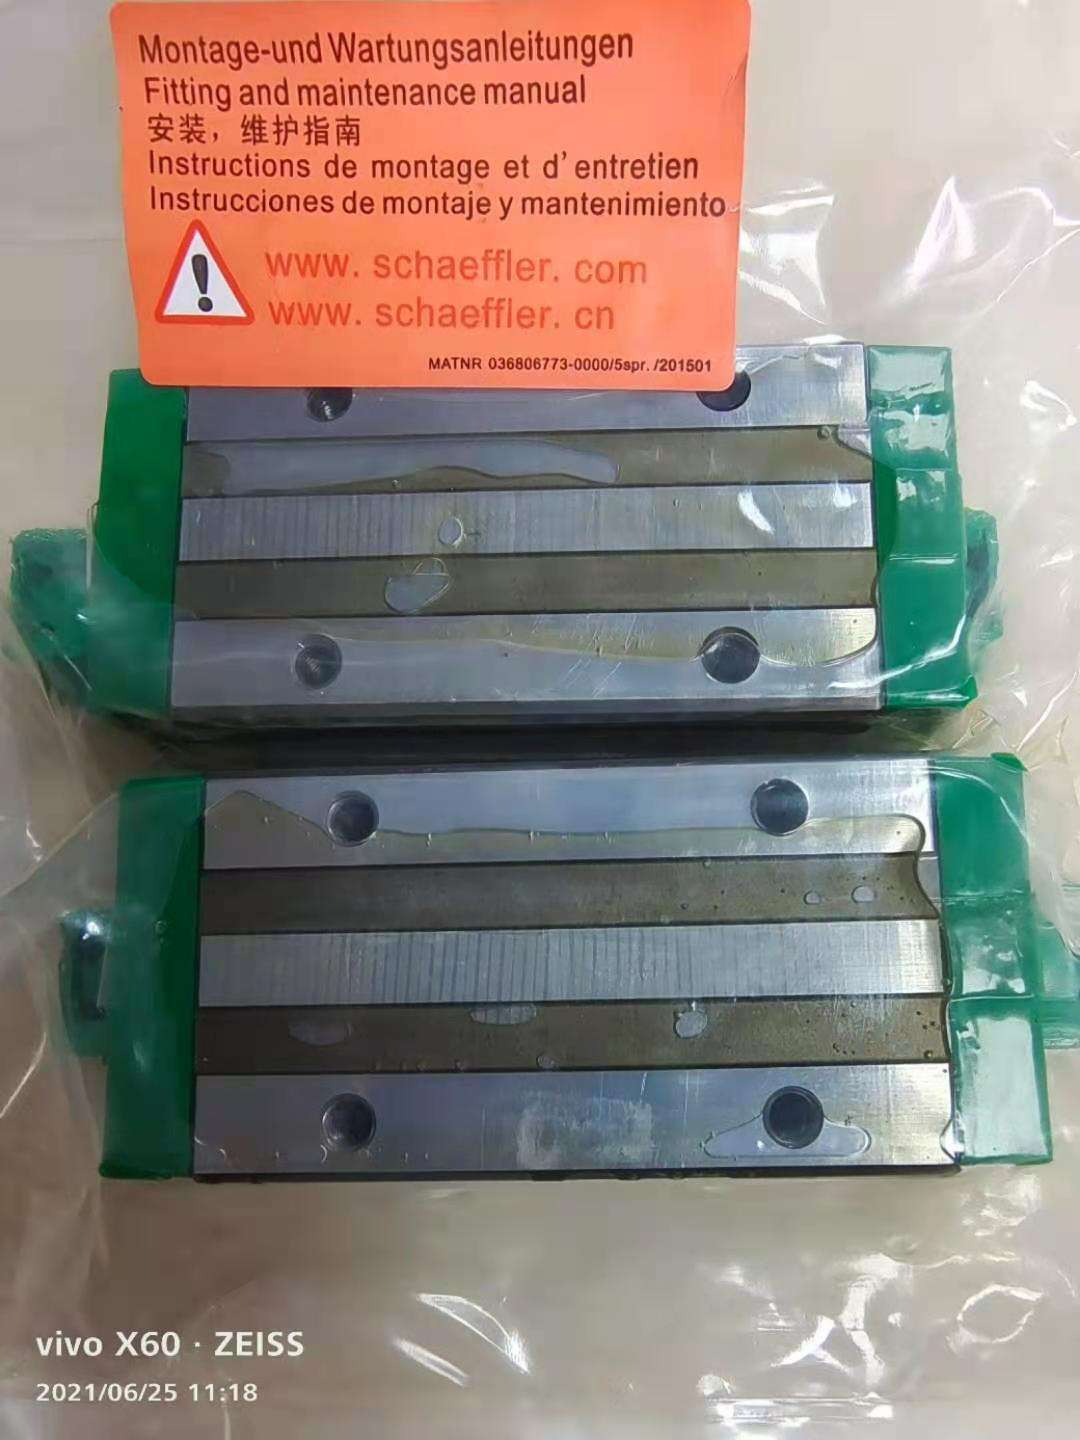 Montage-und Wartungsanleitungen
Fitting and maintenance manual
安装，维护指南
Instructions de montage et d' entretien
Instrucciones de montaje y mantenimiento
www. schaeffler. com
www. schaeffler. cn
MATNR 036806773-0000/5spr. /201501
vivo X60 · ZEISS
2021/06/25 11:18